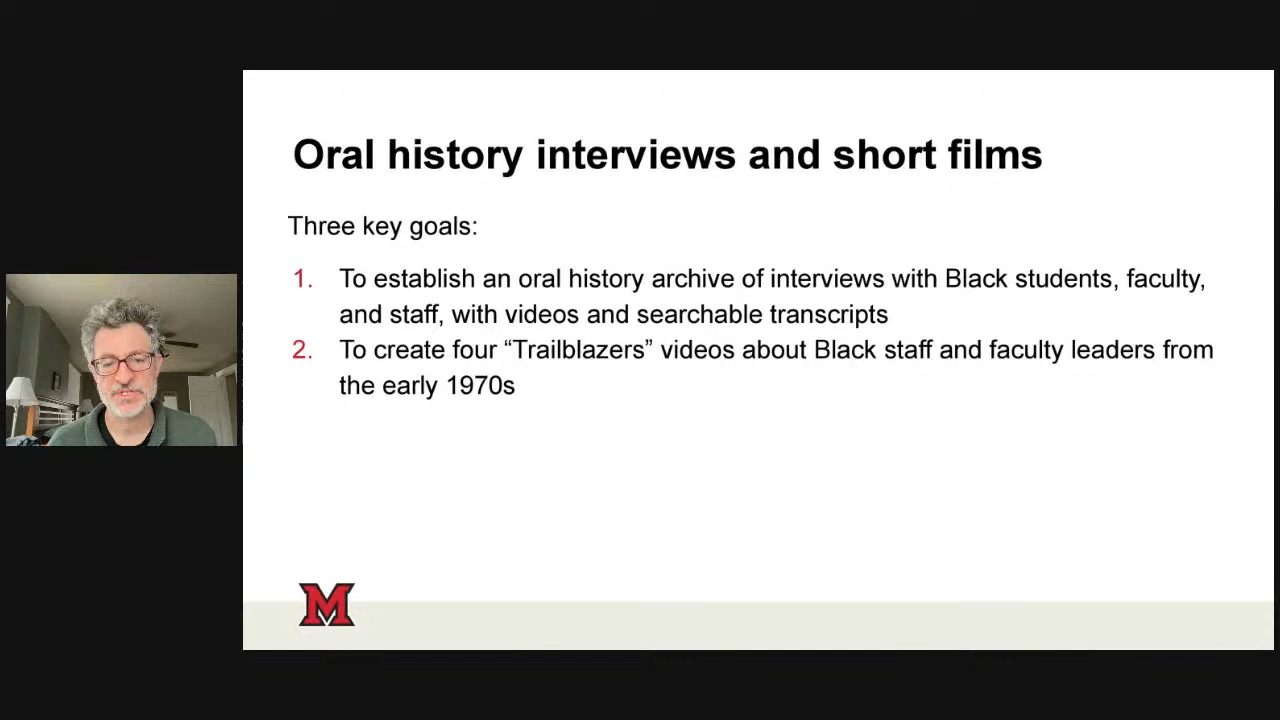 Oral history interviews and short films
Three key goals:
1. To establish an oral history archive of interviews with Black students, faculty,
and staff, with videos and searchable transcripts
2. To create four “Trailblazers” videos about Black staff and faculty leaders from
the early 1970s
M